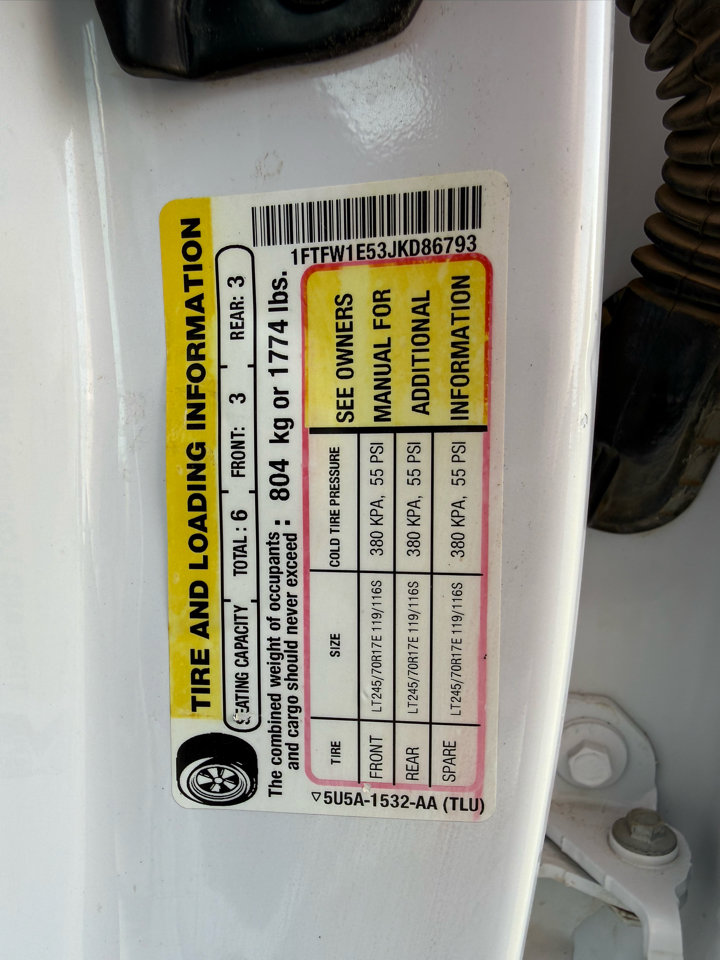 TIRE AND LOADING INFORMATION
SEATING CAPACITY TOTAL : 6 FRONT: 3 REAR: 3
The combined weight of occupants
and cargo should never exceed : 804 kg or 1774 lbs.
TIRE SIZE COLD TIRE PRESSURE
FRONT LT245/70R17E 119/116S 380 KPA, 55 PSI
REAR LT245/70R17E 119/116S 380 KPA, 55 PSI
SPARE LT245/70R17E 119/116S 380 KPA, 55 PSI
SEE OWNERS
MANUAL FOR
ADDITIONAL
INFORMATION
5U5A-1532-AA (TLU)
1FTFW1E53JKD86793